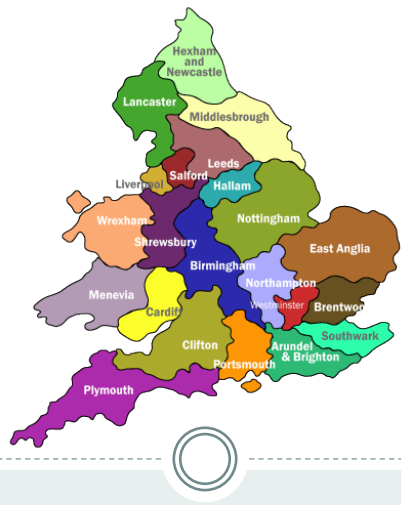 Hexham
and
Newcastle
Lancaster
Middlesbrough
Leeds
Salford
Liverpool
Hallam
Wrexham
Nottingham
Shrewsbury
East Anglia
Birmingham
Northampton
Menevia
Westminster
Brentwoo
Cardiff
Southwark
Clifton
Arundel
& Brighton
Portsmouth
Plymouth